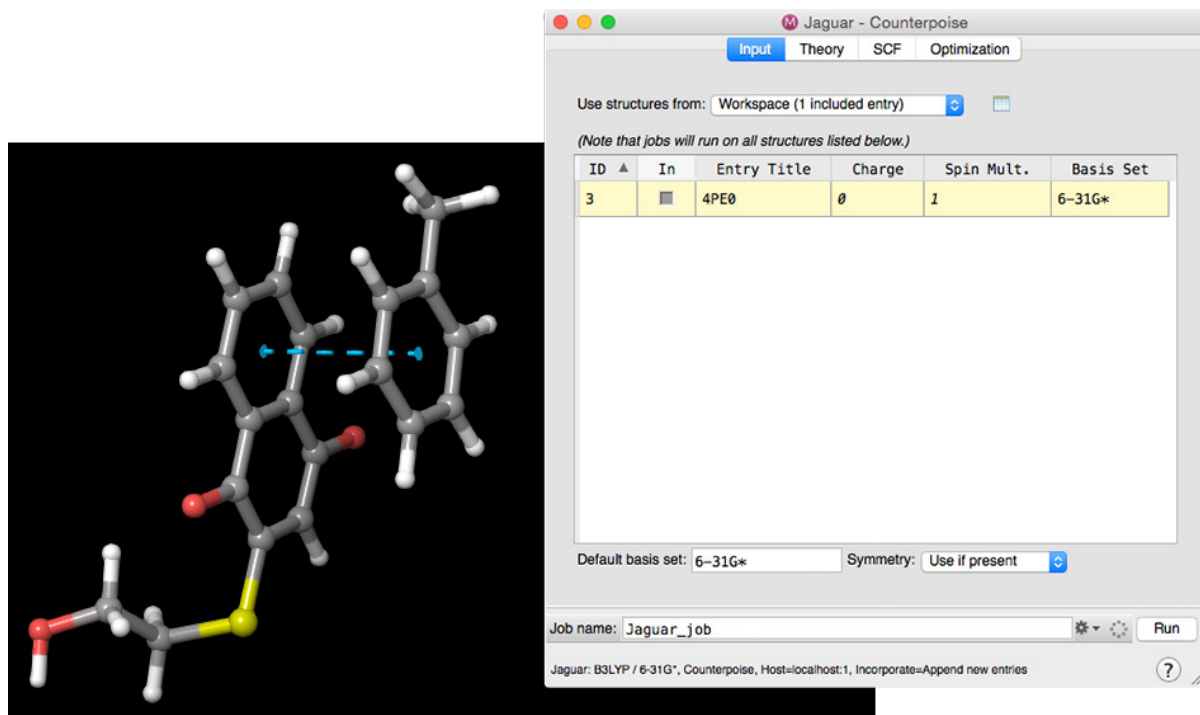 Jaguar - Counterpoise
Input Theory SCF Optimization
Use structures from: Workspace (1 included entry)
(Note that jobs will run on all structures listed below.)
ID In Entry Title Charge Spin Mult. Basis Set
3 4PE0 0 1 6-31G*
Default basis set: 6-31G* Symmetry: Use if present
Job name: Jaguar_job Run
Jaguar: B3LYP / 6-31G*, Counterpoise, Host=localhost:1, Incorporate=Append new entries ?